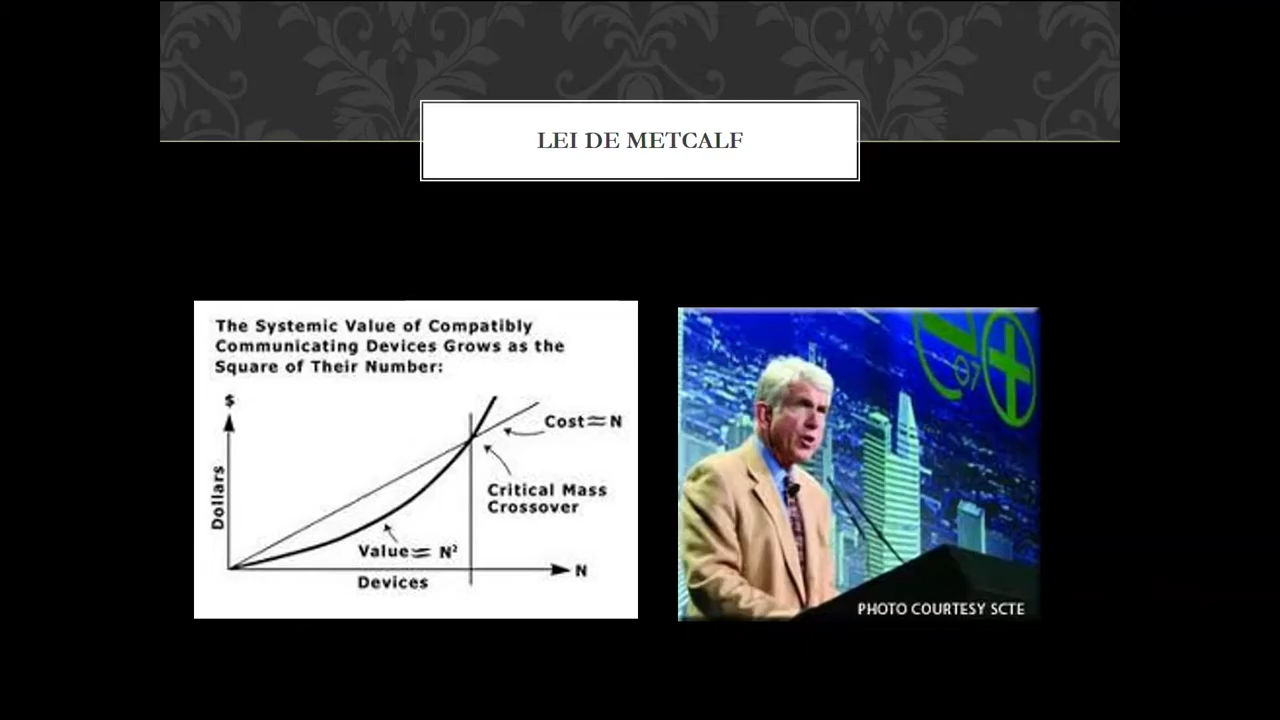 LEI DE METCALF
The Systemic Value of Compatibly
Communicating Devices Grows as the
Square of Their Number:
$
Dollars
Cost≈N
Critical Mass
Crossover
Value≈ N²
N
Devices
07
PHOTO COURTESY SCTE